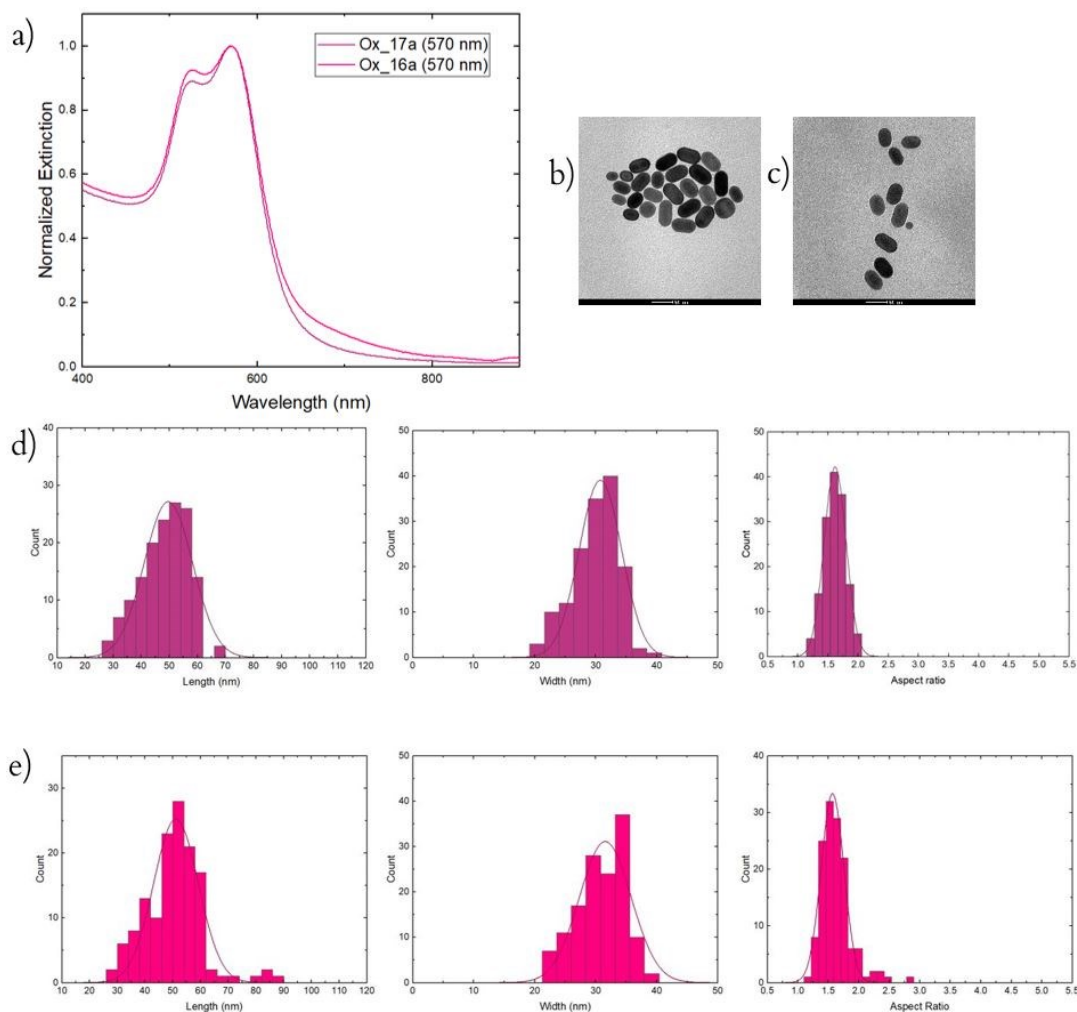 a)
Normalized Extinction
1.0
0.8
0.6
0.4
0.2
0.0
Ox_17a (570 nm)
Ox_16a (570 nm)
400
600
800
Wavelength (nm)
b)
c)
d)
Count
40
30
20
10
0
10 20 30 40 50 60 70 80 90 100 110 120
Length (nm)
Count
50
40
30
20
10
0
0 10 20 30 40 50
Width (nm)
Count
50
40
30
20
10
0
0.5 1.0 1.5 2.0 2.5 3.0 3.5 4.0 4.5 5.0 5.5
Aspect ratio
e)
Count
30
20
10
0
10 20 30 40 50 60 70 80 90 100 110 120
Length (nm)
Count
50
40
30
20
10
0
0 10 20 30 40 50
Width (nm)
Count
40
30
20
10
0
0.5 1.0 1.5 2.0 2.5 3.0 3.5 4.0 4.5 5.0 5.5
Aspect Ratio